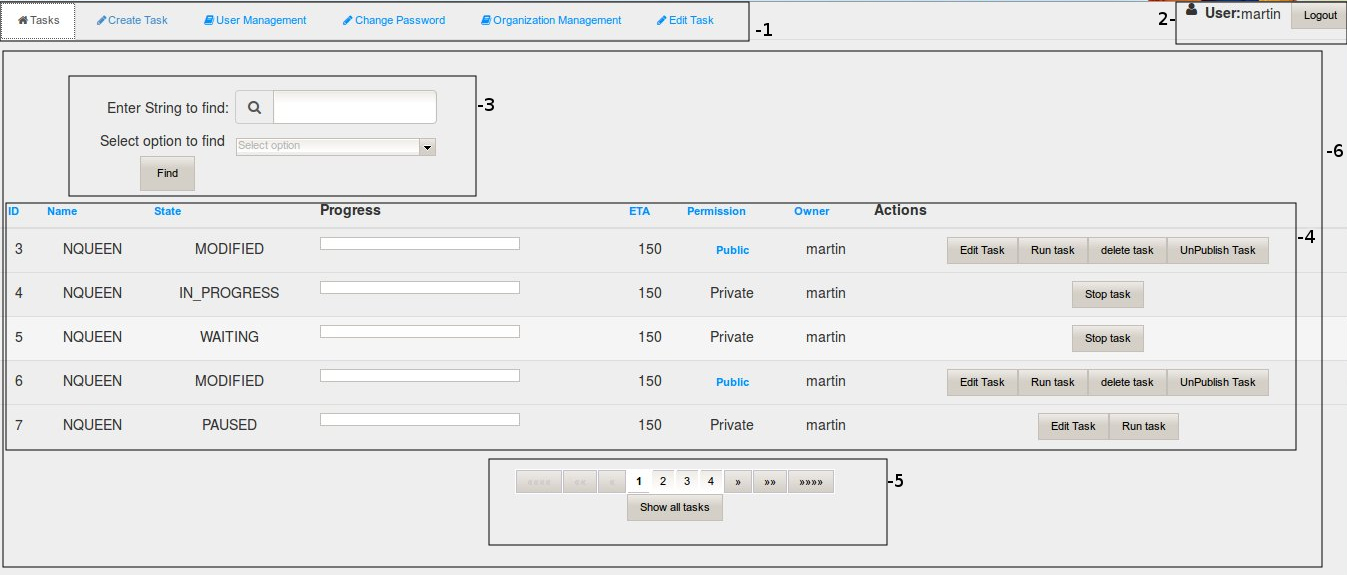 Tasks Create Task User Management Change Password Organization Management Edit Task -1 2- User:martin Logout
Enter String to find: -3
Select option to find Select option
Find
-6
ID Name State Progress ETA Permission Owner Actions
-4
3 NQUEEN MODIFIED 150 Public martin Edit Task Run task delete task UnPublish Task
4 NQUEEN IN_PROGRESS 150 Private martin Stop task
5 NQUEEN WAITING 150 Private martin Stop task
6 NQUEEN MODIFIED 150 Public martin Edit Task Run task delete task UnPublish Task
7 NQUEEN PAUSED 150 Private martin Edit Task Run task
«««« «« « 1 2 3 4 » »» »»»» -5
Show all tasks